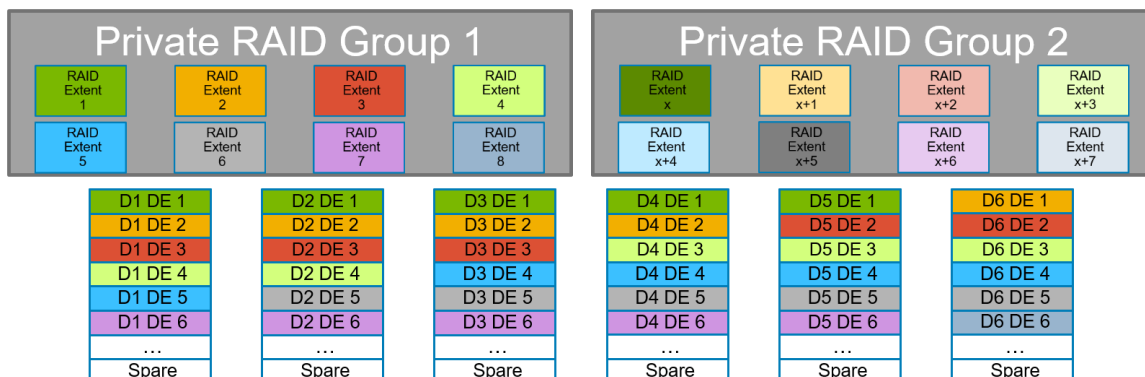 Private RAID Group 1
RAID Extent 1
RAID Extent 2
RAID Extent 3
RAID Extent 4
RAID Extent 5
RAID Extent 6
RAID Extent 7
RAID Extent 8
Private RAID Group 2
RAID Extent x
RAID Extent x+1
RAID Extent x+2
RAID Extent x+3
RAID Extent x+4
RAID Extent x+5
RAID Extent x+6
RAID Extent x+7
D1 DE 1
D1 DE 2
D1 DE 3
D1 DE 4
D1 DE 5
D1 DE 6
...
Spare
D2 DE 1
D2 DE 2
D2 DE 3
D2 DE 4
D2 DE 5
D2 DE 6
...
Spare
D3 DE 1
D3 DE 2
D3 DE 3
D3 DE 4
D3 DE 5
D3 DE 6
...
Spare
D4 DE 1
D4 DE 2
D4 DE 3
D4 DE 4
D4 DE 5
D4 DE 6
...
Spare
D5 DE 1
D5 DE 2
D5 DE 3
D5 DE 4
D5 DE 5
D5 DE 6
...
Spare
D6 DE 1
D6 DE 2
D6 DE 3
D6 DE 4
D6 DE 5
D6 DE 6
...
Spare